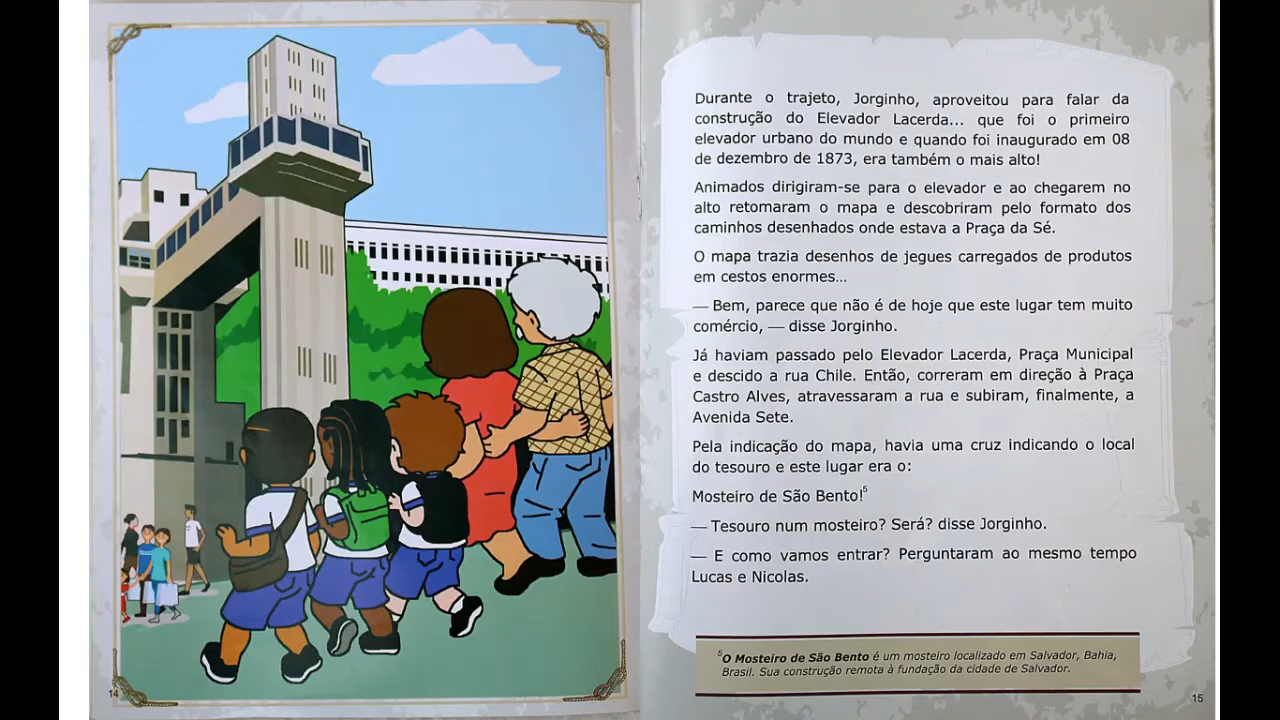 Durante o trajeto, Jorginho, aproveitou para falar da
construção do Elevador Lacerda... que foi o primeiro
elevador urbano do mundo e quando foi inaugurado em 08
de dezembro de 1873, era também o mais alto!
Animados dirigiram-se para o elevador e ao chegarem no
alto retomaram o mapa e descobriram pelo formato dos
caminhos desenhados onde estava a Praça da Sé.
O mapa trazia desenhos de jegues carregados de produtos
em cestos enormes...
— Bem, parece que não é de hoje que este lugar tem muito
comércio, — disse Jorginho.
Já haviam passado pelo Elevador Lacerda, Praça Municipal
e descido a rua Chile. Então, correram em direção à Praça
Castro Alves, atravessaram a rua e subiram, finalmente, a
Avenida Sete.
Pela indicação do mapa, havia uma cruz indicando o local
do tesouro e este lugar era o:
Mosteiro de São Bento!⁵
— Tesouro num mosteiro? Será? disse Jorginho.
— E como vamos entrar? Perguntaram ao mesmo tempo
Lucas e Nicolas.
⁵O Mosteiro de São Bento é um mosteiro localizado em Salvador, Bahia,
Brasil. Sua construção remota à fundação da cidade de Salvador.
14
15